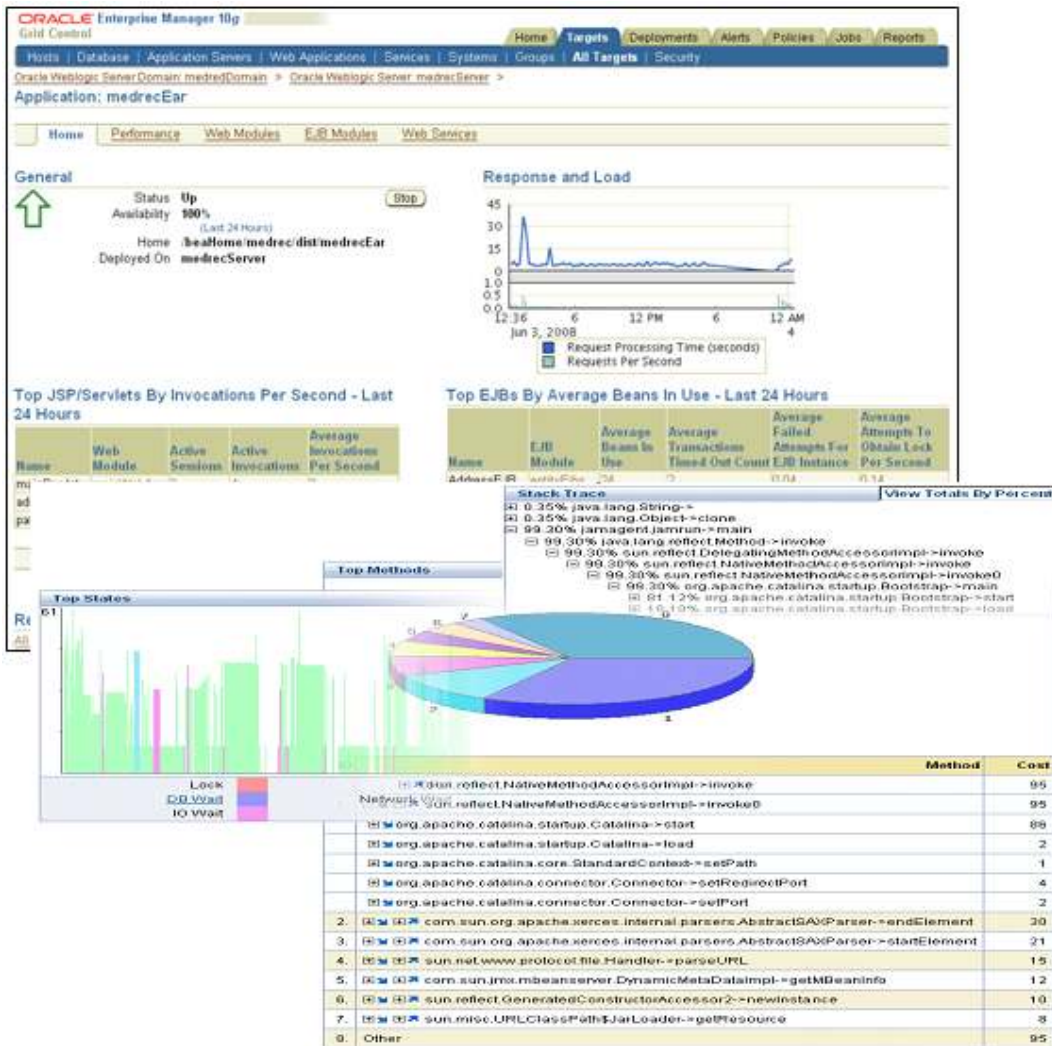 ORACLE Enterprise Manager 10g
Grid Control
Home Targets Deployments Alerts Policies Jobs Reports
Hosts | Database | Application Servers | Web Applications | Services | Systems | Groups | All Targets | Security
Oracle Weblogic Server Domain: medrecDomain > Oracle Weblogic Server: medrecServer >
Application: medrecEar
Home Performance Web Modules EJB Modules Web Services
General
Status Up
Stop
Availability 100%
(Last 24 Hours)
Home /beaHome/medrec/dist/medrecEar
Deployed On medrecServer
Response and Load
45
30
15
0
1.0
0.5
0.0
12:36 6 12 PM 6 12 AM
Jun 3, 2008 4
Request Processing Time (seconds)
Requests Per Second
Top JSP/Servlets By Invocations Per Second - Last 24 Hours
Name
Web Module
Active Sessions
Active Invocations
Average Invocations Per Second
Top EJBs By Average Beans In Use - Last 24 Hours
Name
EJB Module
Average Beans In Use
Average Transactions Timed Out Count
Average Failed Attempts For EJB Instance
Average Attempts To Obtain Lock Per Second
AddressEJB entityEjbs 24 2 0.04 0.14
Stack Trace View Totals By Percent
0.35% java.lang.String->
0.35% java.lang.Object->clone
99.30% jamagent.jamrun->main
99.30% java.lang.reflect.Method->invoke
99.30% sun.reflect.DelegatingMethodAccessorImpl->invoke
99.30% sun.reflect.NativeMethodAccessorImpl->invoke
99.30% sun.reflect.NativeMethodAccessorImpl->invoke0
99.30% org.apache.catalina.startup.Bootstrap->main
81.12% org.apache.catalina.startup.Bootstrap->start
org.apache.catalina.startup.Bootstrap->load
Top Methods
Top States
61
Lock
DB Wait
IO Wait
Network
Method Cost
sun.reflect.NativeMethodAccessorImpl->invoke 95
sun.reflect.NativeMethodAccessorImpl->invoke0 95
org.apache.catalina.startup.Catalina->start 86
org.apache.catalina.startup.Catalina->load 2
org.apache.catalina.core.StandardContext->setPath 1
org.apache.catalina.connector.Connector->setRedirectPort 4
org.apache.catalina.connector.Connector->setPort 2
2. com.sun.org.apache.xerces.internal.parsers.AbstractSAXParser->endElement 30
3. com.sun.org.apache.xerces.internal.parsers.AbstractSAXParser->startElement 21
4. sun.net.www.protocol.file.Handler->parseURL 15
5. com.sun.jmx.mbeanserver.DynamicMetaDataImpl->getMBeanInfo 12
6. sun.reflect.GeneratedConstructorAccessor2->newInstance 10
7. sun.misc.URLClassPath$JarLoader->getResource 8
8. Other 95